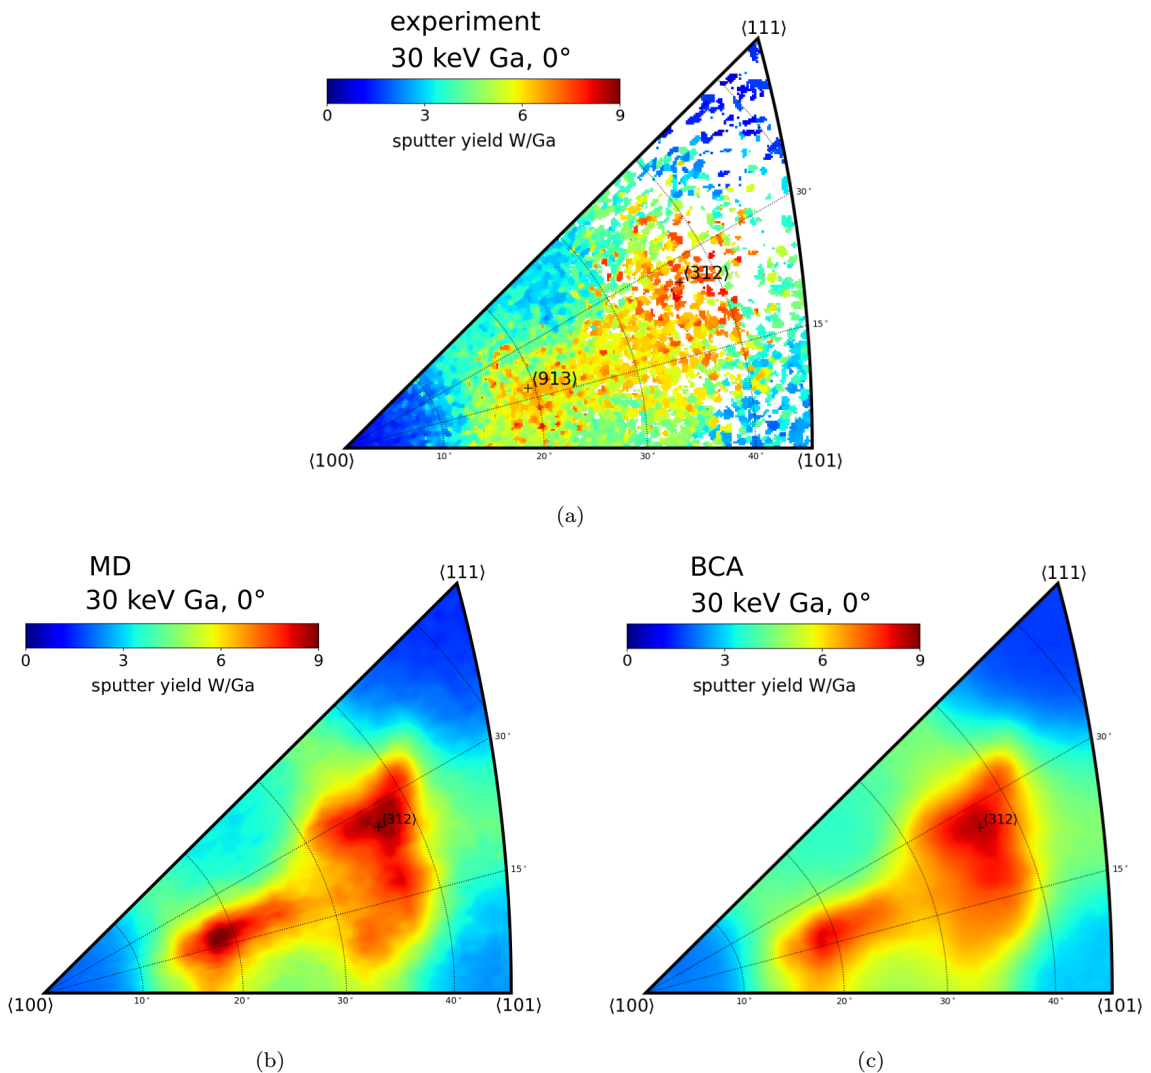 experiment
30 keV Ga, 0°
0 3 6 9
sputter yield W/Ga
⟨111⟩
30°
⟨312⟩
15°
⟨913⟩
⟨100⟩ 10° 20° 30° 40° ⟨101⟩
(a)
MD
30 keV Ga, 0°
0 3 6 9
sputter yield W/Ga
⟨111⟩
30°
⟨312⟩
15°
⟨100⟩ 10° 20° 30° 40° ⟨101⟩
(b)
BCA
30 keV Ga, 0°
0 3 6 9
sputter yield W/Ga
⟨111⟩
30°
⟨312⟩
15°
⟨100⟩ 10° 20° 30° 40° ⟨101⟩
(c)